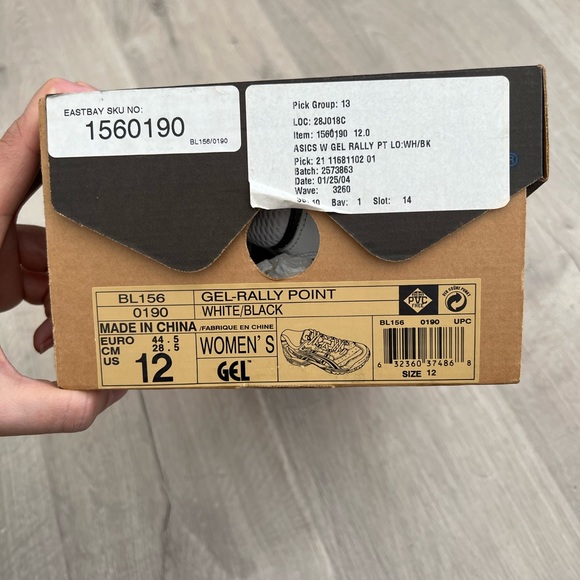 EASTBAY SKU NO:
1560190
BL156/0190
Pick Group: 13
LOC: 28J018C
Item: 1560190 12.0
ASICS W GEL RALLY PT LO:WH/BK
Pick: 21 11681102 01
Batch: 2573863
Date: 01/25/04
Wave: 3260
10 Bay: 1 Slot: 14
BL156 GEL-RALLY POINT
0190 WHITE/BLACK
MADE IN CHINA /FABRIQUE EN CHINE
EURO 44.5
CM 28.5
US 12
WOMEN'S
GEL
PVC
BL156 0190 UPC
6 32360 37486 8
SIZE 12